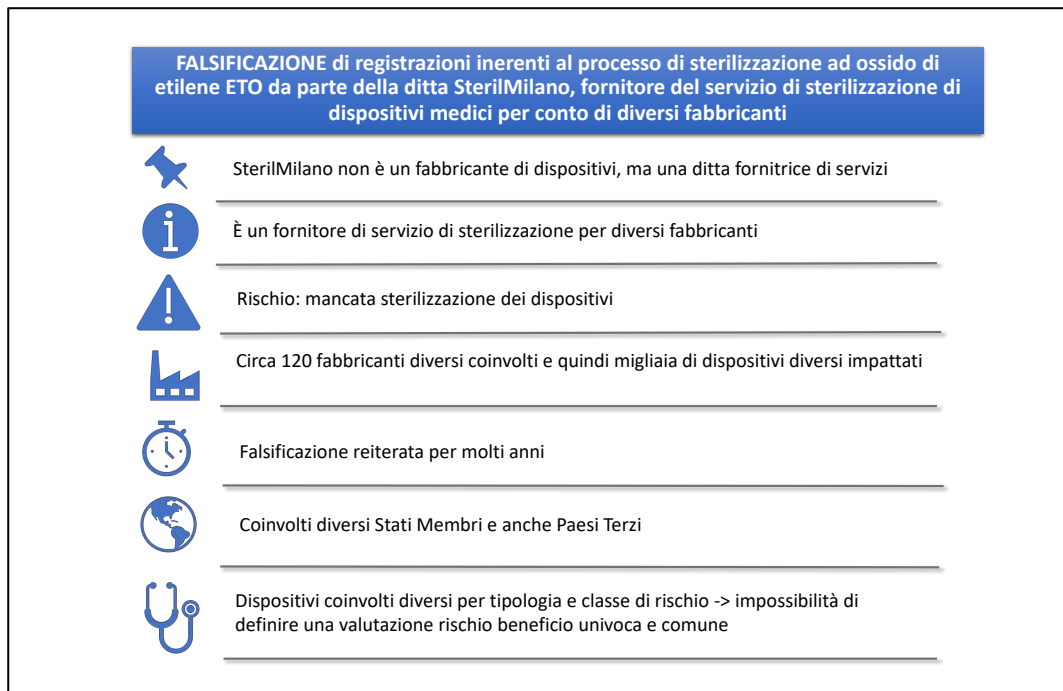 FALSIFICAZIONE di registrazioni inerenti al processo di sterilizzazione ad ossido di
etilene ETO da parte della ditta SterilMilano, fornitore del servizio di sterilizzazione di
dispositivi medici per conto di diversi fabbricanti
SterilMilano non è un fabbricante di dispositivi, ma una ditta fornitrice di servizi
È un fornitore di servizio di sterilizzazione per diversi fabbricanti
Rischio: mancata sterilizzazione dei dispositivi
Circa 120 fabbricanti diversi coinvolti e quindi migliaia di dispositivi diversi impattati
Falsificazione reiterata per molti anni
Coinvolti diversi Stati Membri e anche Paesi Terzi
Dispositivi coinvolti diversi per tipologia e classe di rischio -> impossibilità di
definire una valutazione rischio beneficio univoca e comune